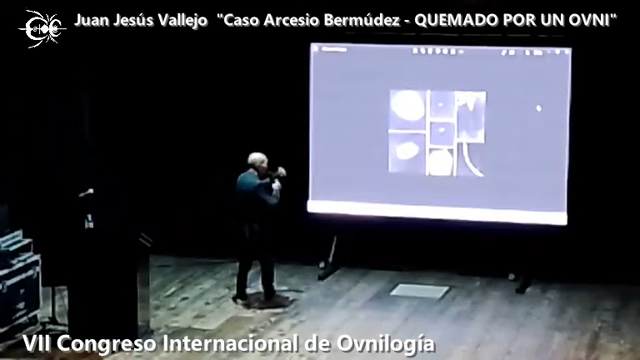 Juan Jesús Vallejo "Caso Arcesio Bermúdez - QUEMADO POR UN OVNI"
VII Congreso Internacional de Ovnilogía